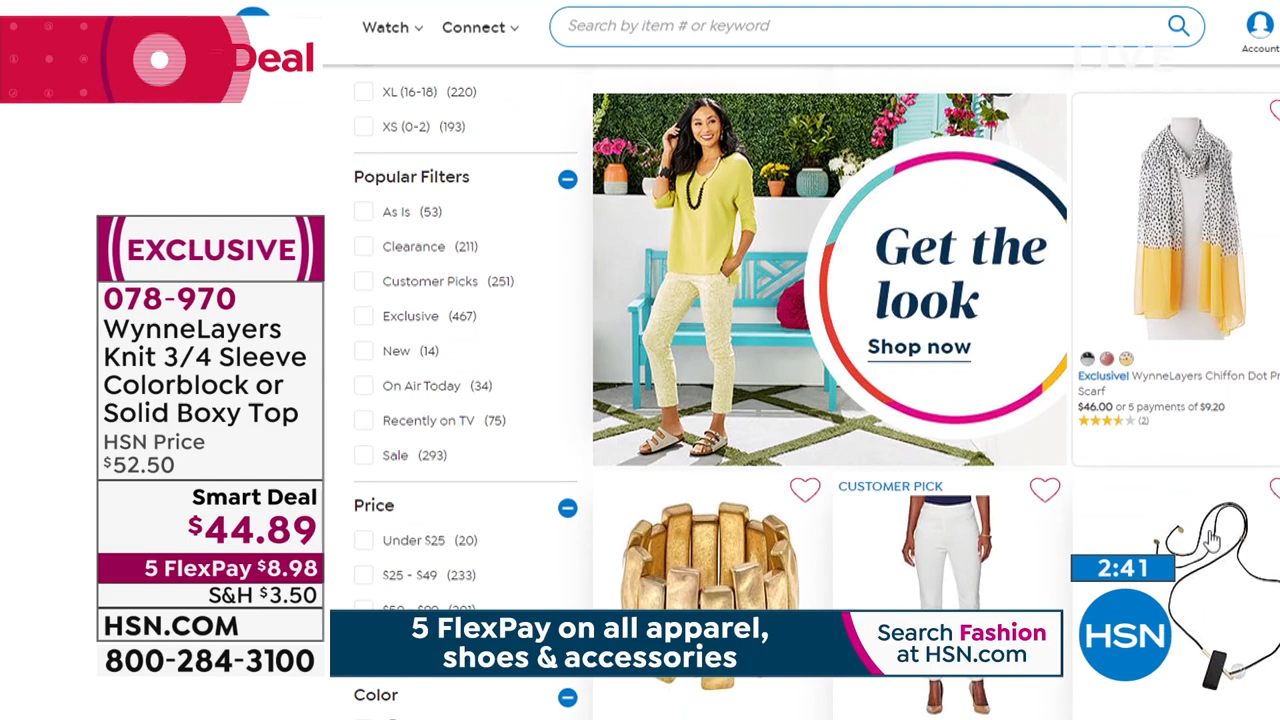 Deal
Watch
Connect
Search by item # or keyword
Account
LIVE
XL (16-18) (220)
XS (0-2) (193)
Popular Filters
As Is (53)
Clearance (211)
Customer Picks (251)
Exclusive (467)
New (14)
On Air Today (34)
Recently on TV (75)
Sale (293)
Price
Under $25 (20)
$25 - $49 (233)
Color
(EXCLUSIVE)
078-970
WynneLayers
Knit 3/4 Sleeve
Colorblock or
Solid Boxy Top
HSN Price
$52.50
Smart Deal
$44.89
5 FlexPay $8.98
S&H $3.50
HSN.COM
800-284-3100
Get the
look
Shop now
Exclusive! WynneLayers Chiffon Dot
Scarf
$46.00 or 5 payments of $9.20
(2)
CUSTOMER PICK
2:41
HSN
5 FlexPay on all apparel,
shoes & accessories
Search Fashion
at HSN.com